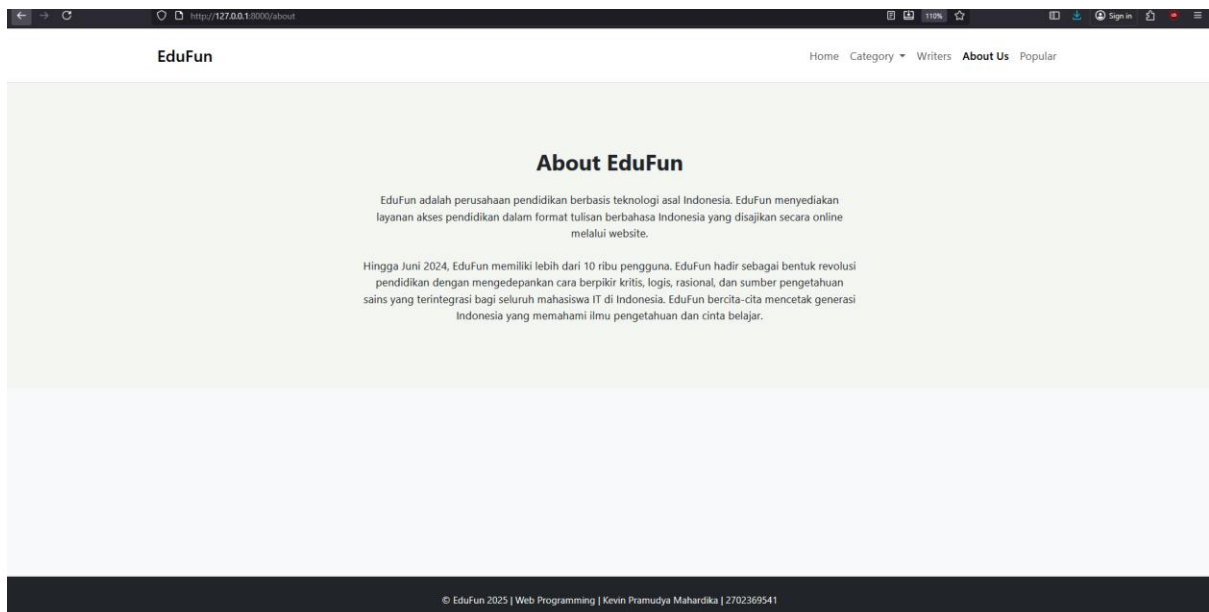 http://127.0.0.1:8000/about
110%
Sign in
EduFun
Home Category Writers About Us Popular
About EduFun
EduFun adalah perusahaan pendidikan berbasis teknologi asal Indonesia. EduFun menyediakan
layanan akses pendidikan dalam format tulisan berbahasa Indonesia yang disajikan secara online
melalui website.
Hingga Juni 2024, EduFun memiliki lebih dari 10 ribu pengguna. EduFun hadir sebagai bentuk revolusi
pendidikan dengan mengedepankan cara berpikir kritis, logis, rasional, dan sumber pengetahuan
sains yang terintegrasi bagi seluruh mahasiswa IT di Indonesia. EduFun bercita-cita mencetak generasi
Indonesia yang memahami ilmu pengetahuan dan cinta belajar.
© EduFun 2025 | Web Programming | Kevin Pramudya Mahardika | 2702369541